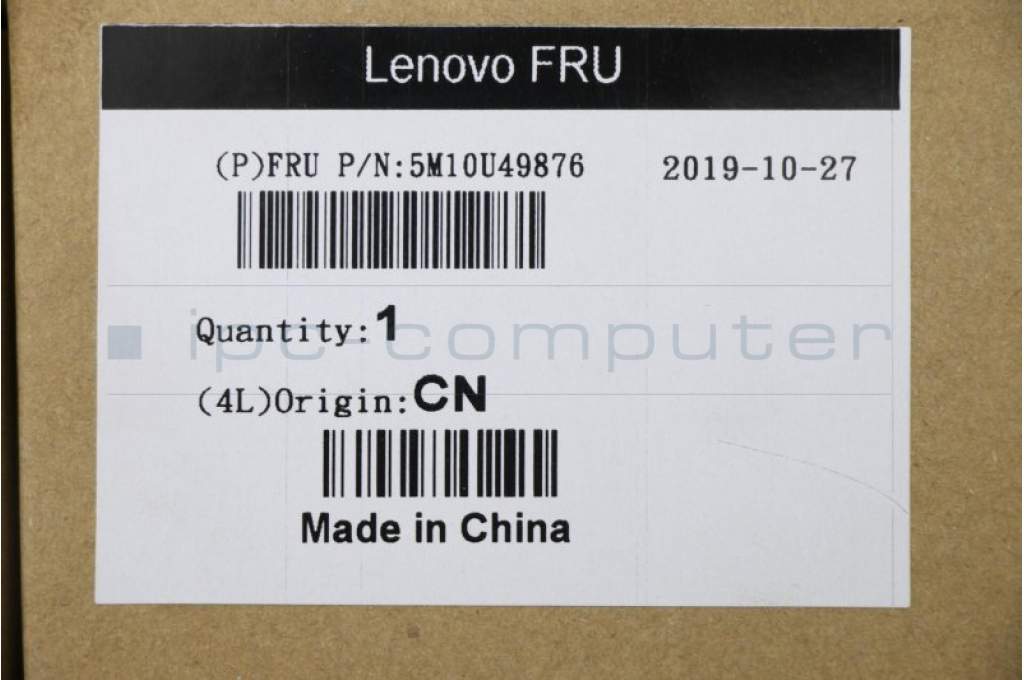 Lenovo FRU
(P)FRU P/N:5M10U49876
2019-10-27
Quantity:1
ipc-computer
(4L)Origin:CN
Made in China